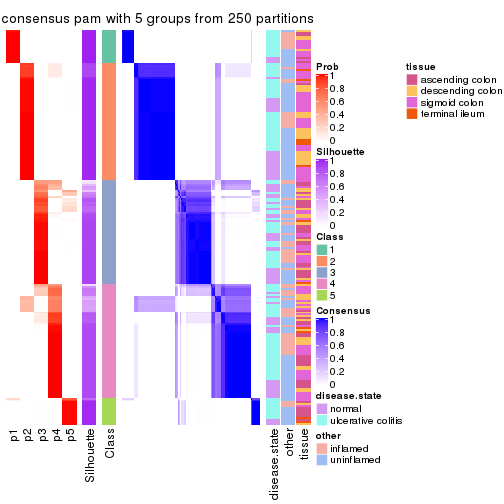 consensus pam with 5 groups from 250 partitions
Prob
1
0.8
0.6
0.4
0.2
0
Silhouette
1
0.8
0.6
0.4
0.2
0
Class
1
2
3
4
5
Consensus
1
0.8
0.6
0.4
0.2
0
disease.state
normal
ulcerative colitis
other
inflamed
uninflamed
tissue
ascending colon
descending colon
sigmoid colon
terminal ileum
p1
p2
p3
p4
p5
Silhouette
Class
disease.state
other
tissue